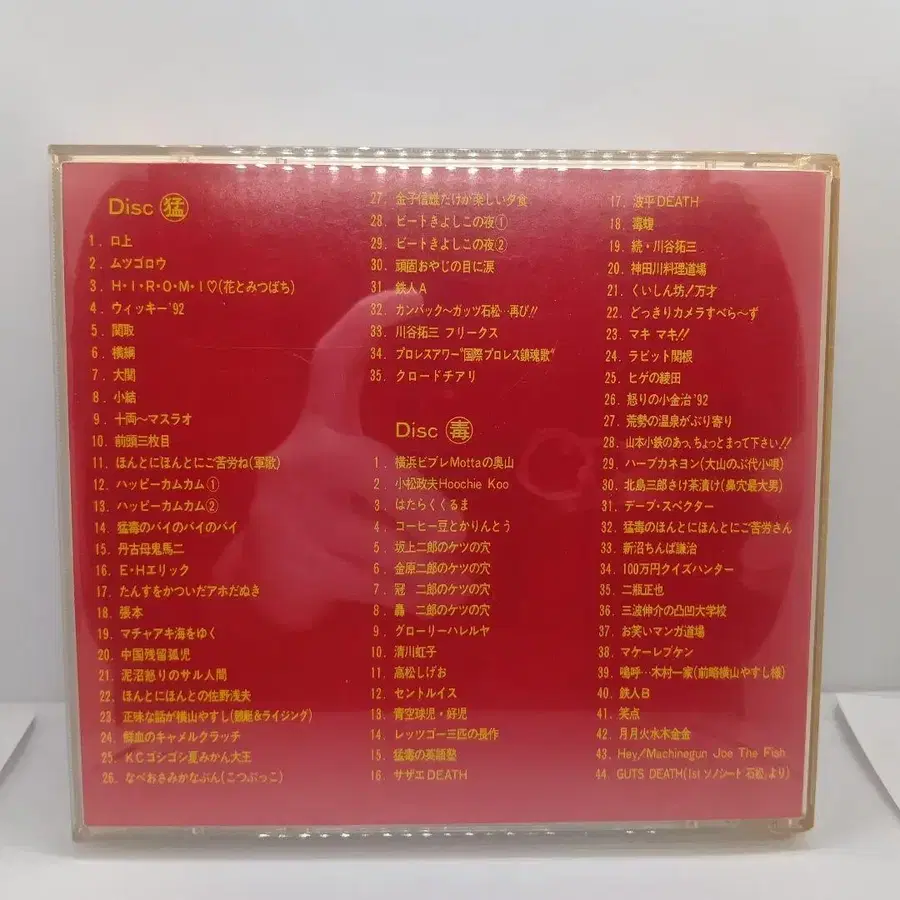 Disc 猛
1. 口上
2. ムツゴロウ
3. H・I・R・O・M・I♡(花とみつばち)
4. ウィッキー'92
5. 関取
6. 横綱
7. 大関
8. 小結
9. 十両〜マスラオ
10. 前頭三枚目
11. ほんとにほんとにご苦労ね(軍歌)
12. ハッピーカムカム①
13. ハッピーカムカム②
14. 猛毒のパイのパイのパイ
15. 丹古母鬼馬二
16. E・Hエリック
17. たんすをかついだアホだぬき
18. 張本
19. マチャアキ海をゆく
20. 中国残留孤児
21. 泥沼怒りのサル人間
22. ほんとにほんとの佐野浅夫
23. 正味な話が横山やすし(競艇&ライジング)
24. 鮮血のキャメルクラッチ
25. KCゴシゴシ夏みかん大王
26. なべおさみかなぶん(こつぶっこ)
27. 金子信雄だけが楽しい夕食
28. ビートきよしこの夜①
29. ビートきよしこの夜②
30. 頑固おやじの目に涙
31. 鉄人A
32. カンバック〜ガッツ石松…再び!!
33. 川谷拓三 フリークス
34. プロレスアワー"国際プロレス鎮魂歌"
35. クロードチアリ
Disc 毒
1. 横浜ビブレMottaの奥山
2. 小松政夫Hoochie Koo
3. はたらくくるま
4. コーヒー豆とかりんとう
5. 坂上二郎のケツの穴
6. 金原二郎のケツの穴
7. 冠 二郎のケツの穴
8. 轟 二郎のケツの穴
9. グローリーハレルヤ
10. 清川虹子
11. 高松しげお
12. セントルイス
13. 青空球児・好児
14. レッツゴー三匹の長作
15. 猛毒の英語塾
16. サザエDEATH
17. 波平DEATH
18. 毒蝮
19. 続・川谷拓三
20. 神田川料理道場
21. くいしん坊!万才
22. どっきりカメラすべら〜ず
23. マキ マキ!!
24. ラビット関根
25. ヒゲの綾田
26. 怒りの小金治'92
27. 荒勢の温泉がぶり寄り
28. 山本小鉄のあっ、ちょっとまって下さい!!
29. ハープカネヨン(大山のぶ代小唄)
30. 北島三郎さけ茶漬け(鼻穴最大男)
31. デーブ・スペクター
32. 猛毒のほんとにほんとにご苦労さん
33. 新沼ちんぱ謙治
34. 100万円クイズハンター
35. 二瓶正也
36. 三波伸介の凸凹大学校
37. お笑いマンガ道場
38. マケーレブケン
39. 嗚呼…木村一家(前略横山やすし様)
40. 鉄人B
41. 笑点
42. 月月火水木金金
43. Hey/Machinegun Joe The Fish
44. GUTS DEATH(1stソノシート「石松」より)